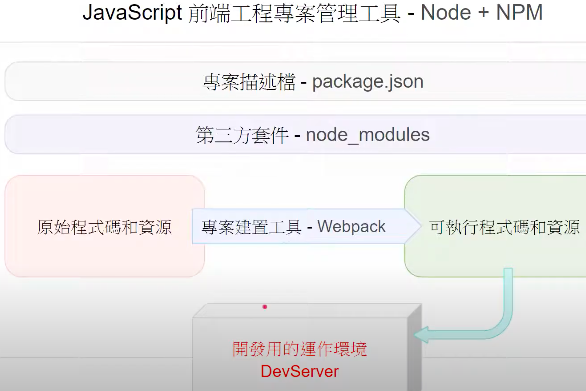 JavaScript 前端工程專案管理工具 - Node + NPM
專案描述檔 - package.json
第三方套件 - node_modules
原始程式碼和資源
專案建置工具 - Webpack
可執行程式碼和資源
開發用的運作環境
DevServer